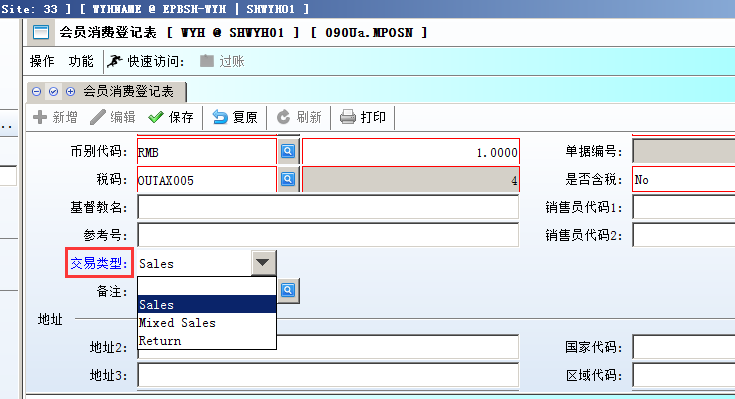 Site: 33 ] [ WYHNAME @ EPBSH-WYH | SHWYH01 ]
会员消费登记表 [ WYH @ SHWYH01 ] [ 090Ua.MPOSN ]
操作 功能 快速访问: 过账
会员消费登记表
新增 编辑 保存 复原 刷新 打印
币别代码: RMB 1.0000 单据编号:
税码: OUTAX005 4 是否含税: No
基督教名: 销售员代码1:
参考号: 销售员代码2:
交易类型: Sales
备注:
Sales
Mixed Sales
Return
地址
地址2: 国家代码:
地址3: 区域代码: